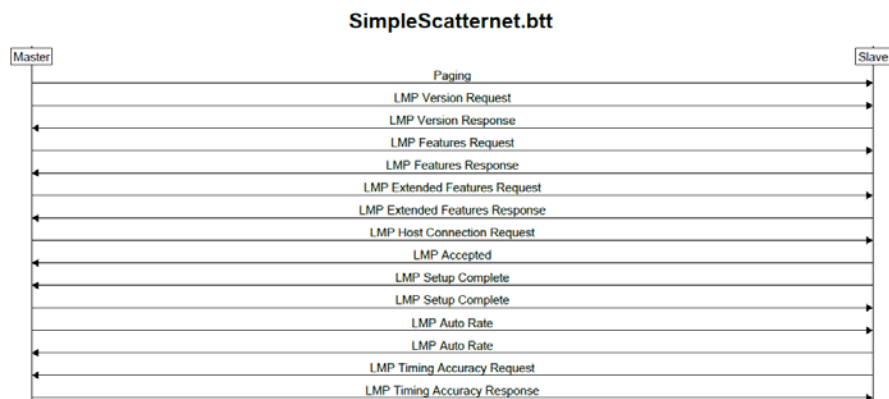 SimpleScatternet.btt
Master Slave
Paging
LMP Version Request
LMP Version Response
LMP Features Request
LMP Features Response
LMP Extended Features Request
LMP Extended Features Response
LMP Host Connection Request
LMP Accepted
LMP Setup Complete
LMP Setup Complete
LMP Auto Rate
LMP Auto Rate
LMP Timing Accuracy Request
LMP Timing Accuracy Response